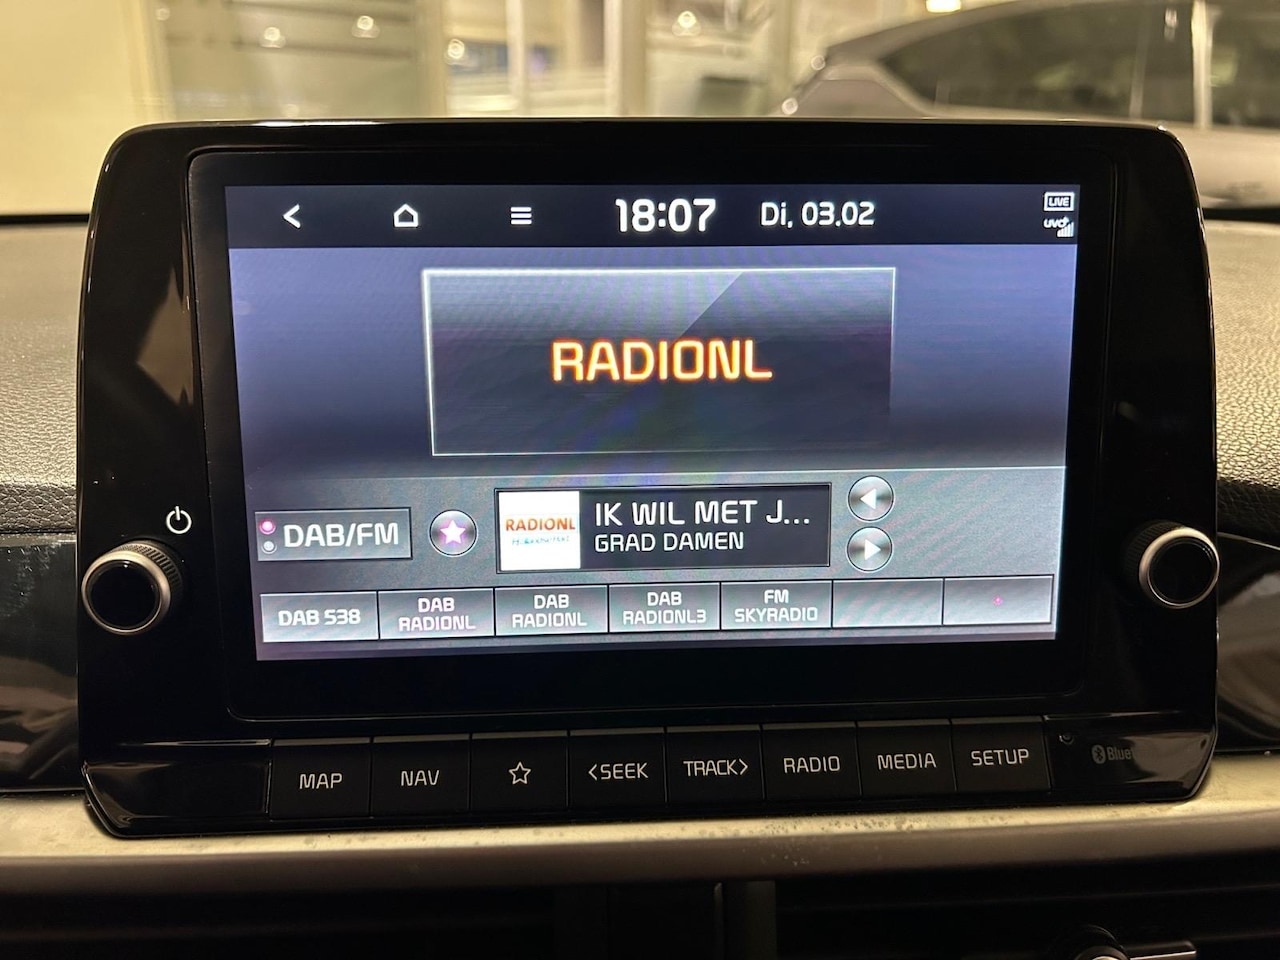 18:07 Di, 03.02
LIVE
UVO
RADIONL
DAB/FM
RADIONL
IK WIL MET J...
GRAD DAMEN
DAB 538
DAB RADIONL
DAB RADIONL
DAB RADIONL3
FM SKYRADIO
MAP NAV <SEEK TRACK> RADIO MEDIA SETUP